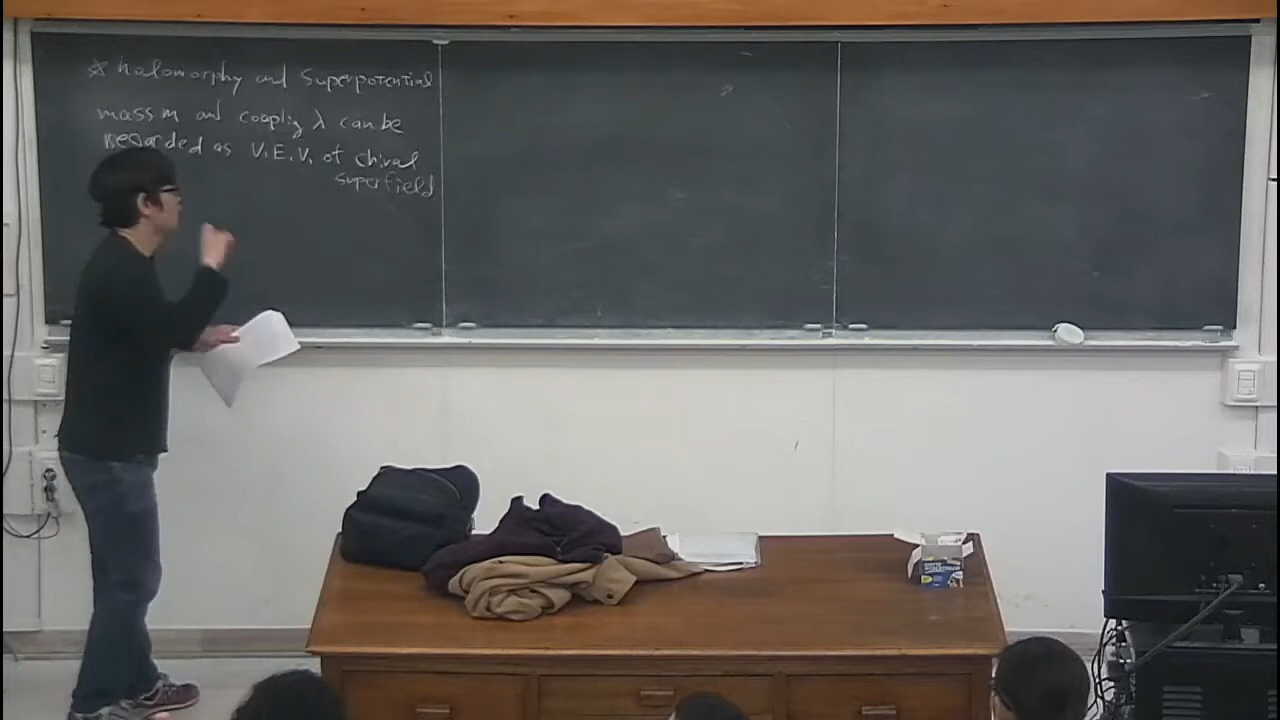 ☆ holomorphy and Superpotential
mass m and coupling λ can be
regarded as V.E.V. of chiral
superfield